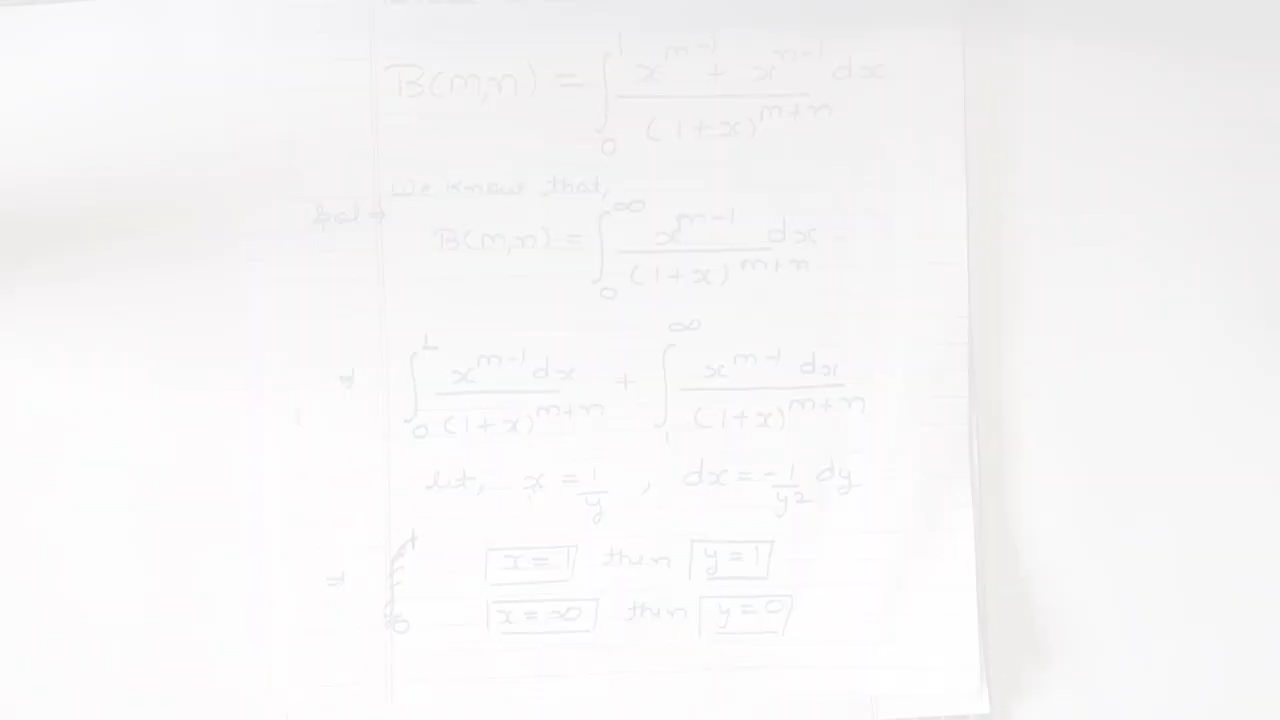 B(m,n) = ∫₀¹ (x^(m-1) + x^(n-1))/(1+x)^(m+n) dx
We know that,
Sol ⇒
B(m,n) = ∫₀^∞ x^(m-1)/(1+x)^(m+n) dx
⇒ ∫₀¹ x^(m-1) dx/(1+x)^(m+n) + ∫₁^∞ x^(m-1) dx/(1+x)^(m+n)
let, x = 1/y , dx = -1/y² dy
x = 1 then y = 1
⇒
x = ∞ then y = 0